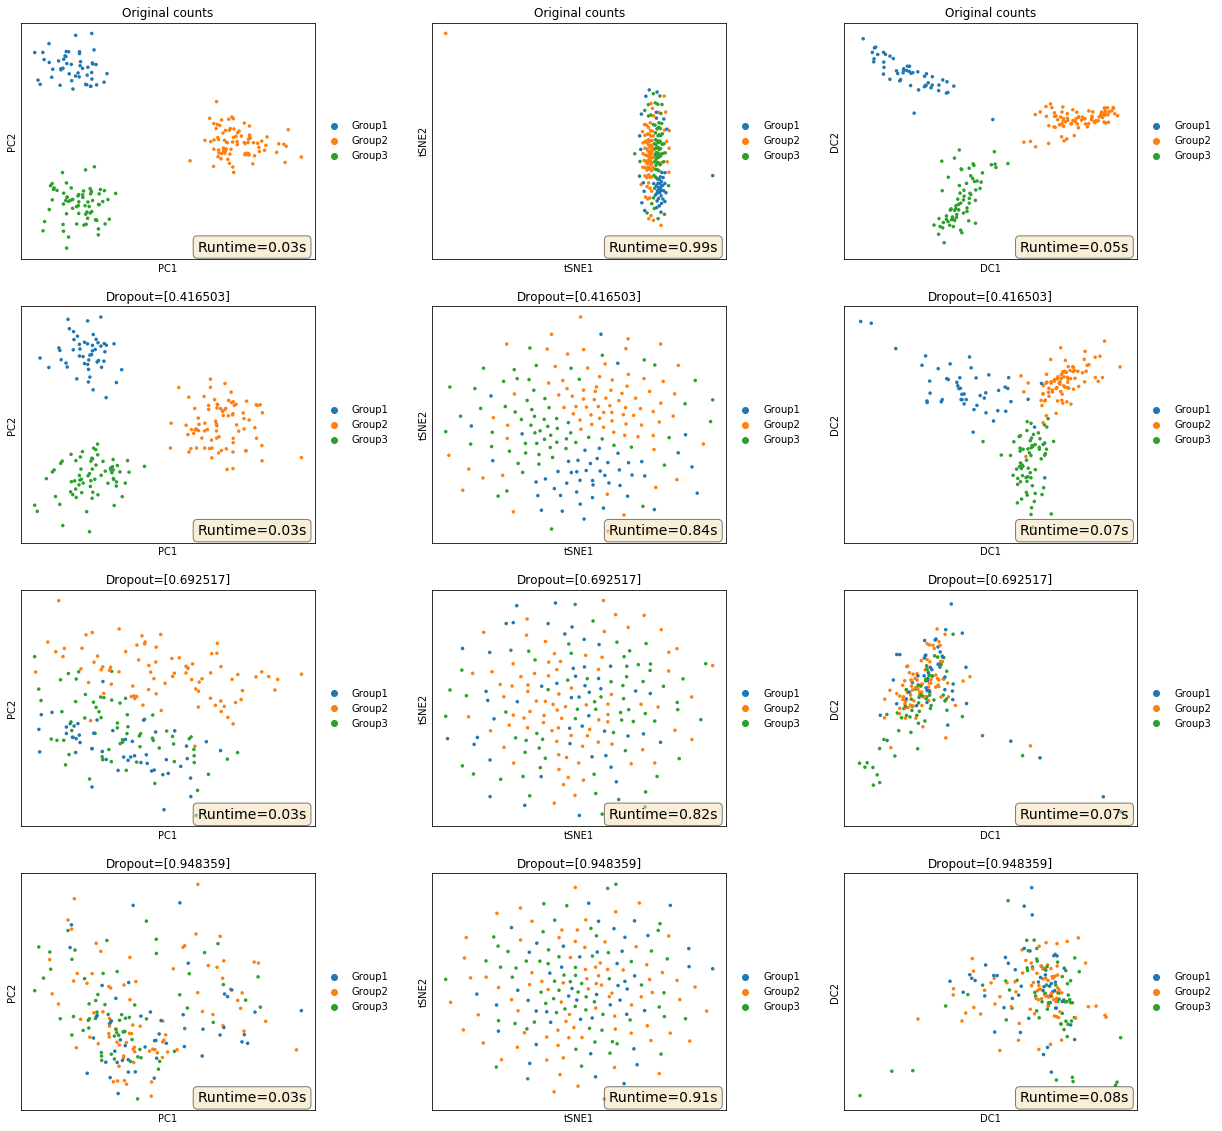 Original counts
PC2
Group1
Group2
Group3
Runtime=0.03s
PC1
Original counts
tSNE2
Group1
Group2
Group3
Runtime=0.99s
tSNE1
Original counts
DC2
Group1
Group2
Group3
Runtime=0.05s
DC1
Dropout=[0.416503]
PC2
Group1
Group2
Group3
Runtime=0.03s
PC1
Dropout=[0.416503]
tSNE2
Group1
Group2
Group3
Runtime=0.84s
tSNE1
Dropout=[0.416503]
DC2
Group1
Group2
Group3
Runtime=0.07s
DC1
Dropout=[0.692517]
PC2
Group1
Group2
Group3
Runtime=0.03s
PC1
Dropout=[0.692517]
tSNE2
Group1
Group2
Group3
Runtime=0.82s
tSNE1
Dropout=[0.692517]
DC2
Group1
Group2
Group3
Runtime=0.07s
DC1
Dropout=[0.948359]
PC2
Group1
Group2
Group3
Runtime=0.03s
PC1
Dropout=[0.948359]
tSNE2
Group1
Group2
Group3
Runtime=0.91s
tSNE1
Dropout=[0.948359]
DC2
Group1
Group2
Group3
Runtime=0.08s
DC1